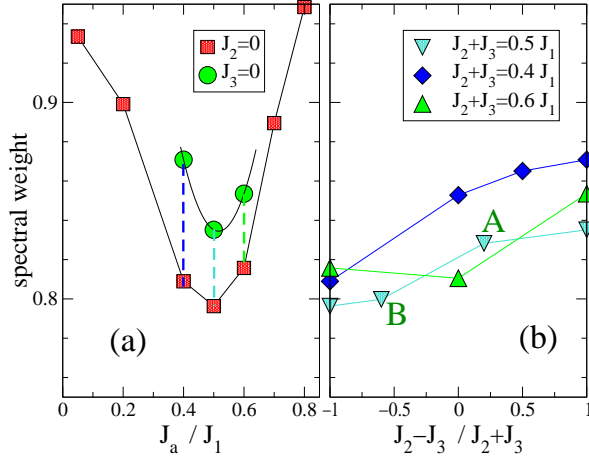 spectral weight
0.9
0.8
J2=0
J3=0
(a)
0 0.2 0.4 0.6 0.8
Ja / J1
J2+J3=0.5 J1
J2+J3=0.4 J1
J2+J3=0.6 J1
A
B
(b)
−1 −0.5 0 0.5 1
J2−J3 / J2+J3